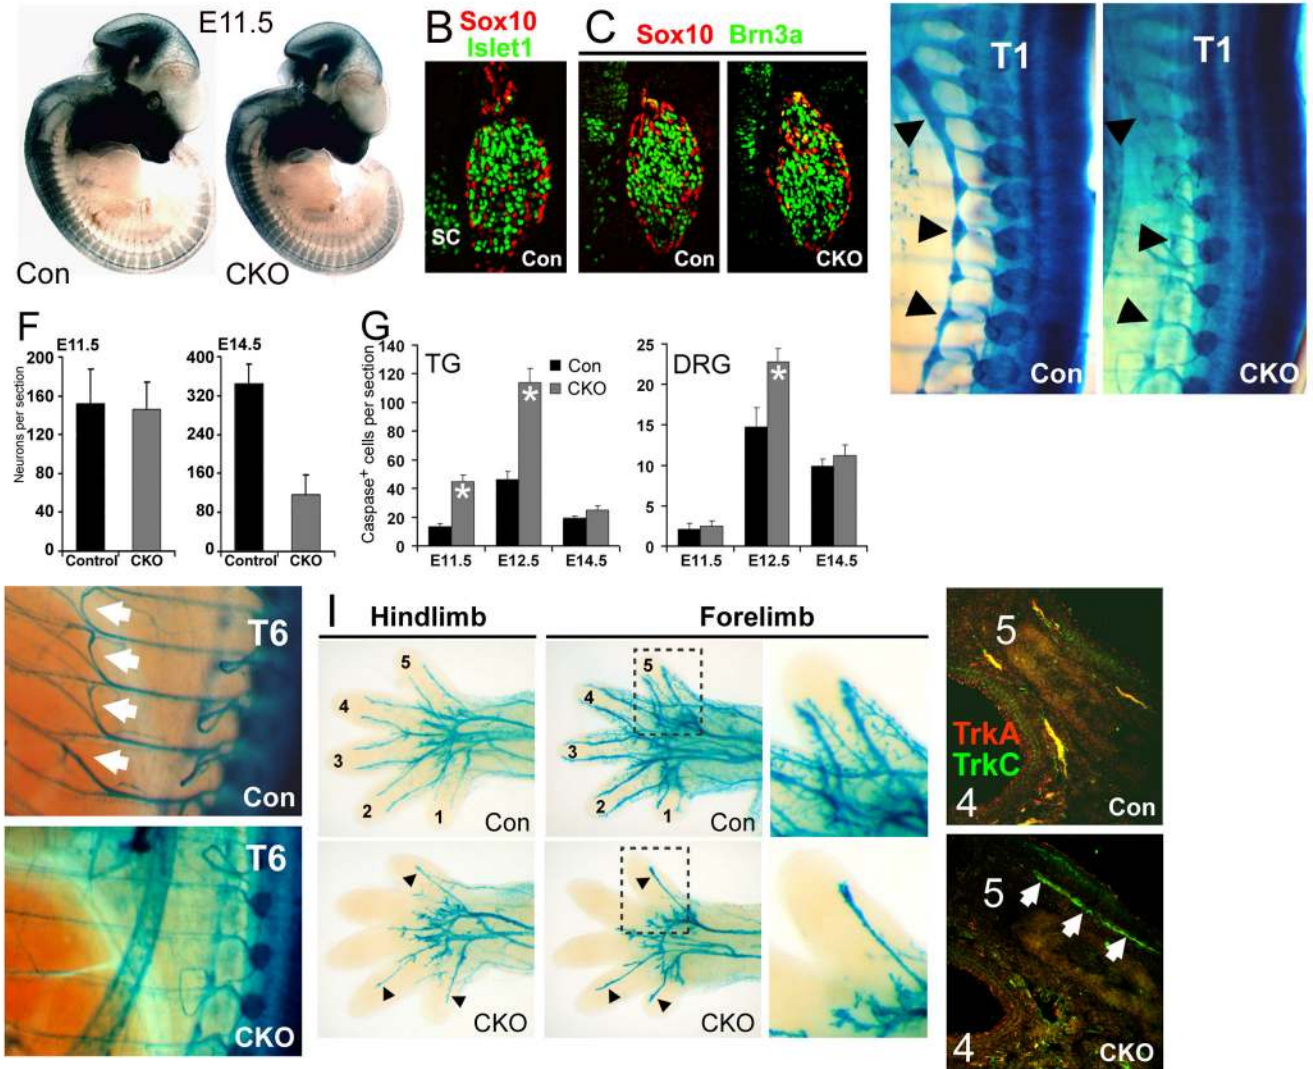 E11.5
Con
CKO
B Sox10
Islet1
SC
Con
C Sox10 Brn3a
Con
CKO
T1
Con
T1
CKO
F
E11.5
Neurons per section
200
160
120
80
40
0
Control CKO
E14.5
400
320
240
160
80
0
Control CKO
G
Caspase+ cells per section
TG
140
120
100
80
60
40
20
0
*
*
E11.5 E12.5 E14.5
Con
CKO
DRG
25
20
15
10
5
0
*
E11.5 E12.5 E14.5
T6
Con
T6
CKO
I
Hindlimb
Forelimb
5
4
3
2
1
Con
5
4
3
2
1
Con
CKO
CKO
5
TrkA
TrkC
4
Con
5
4
CKO